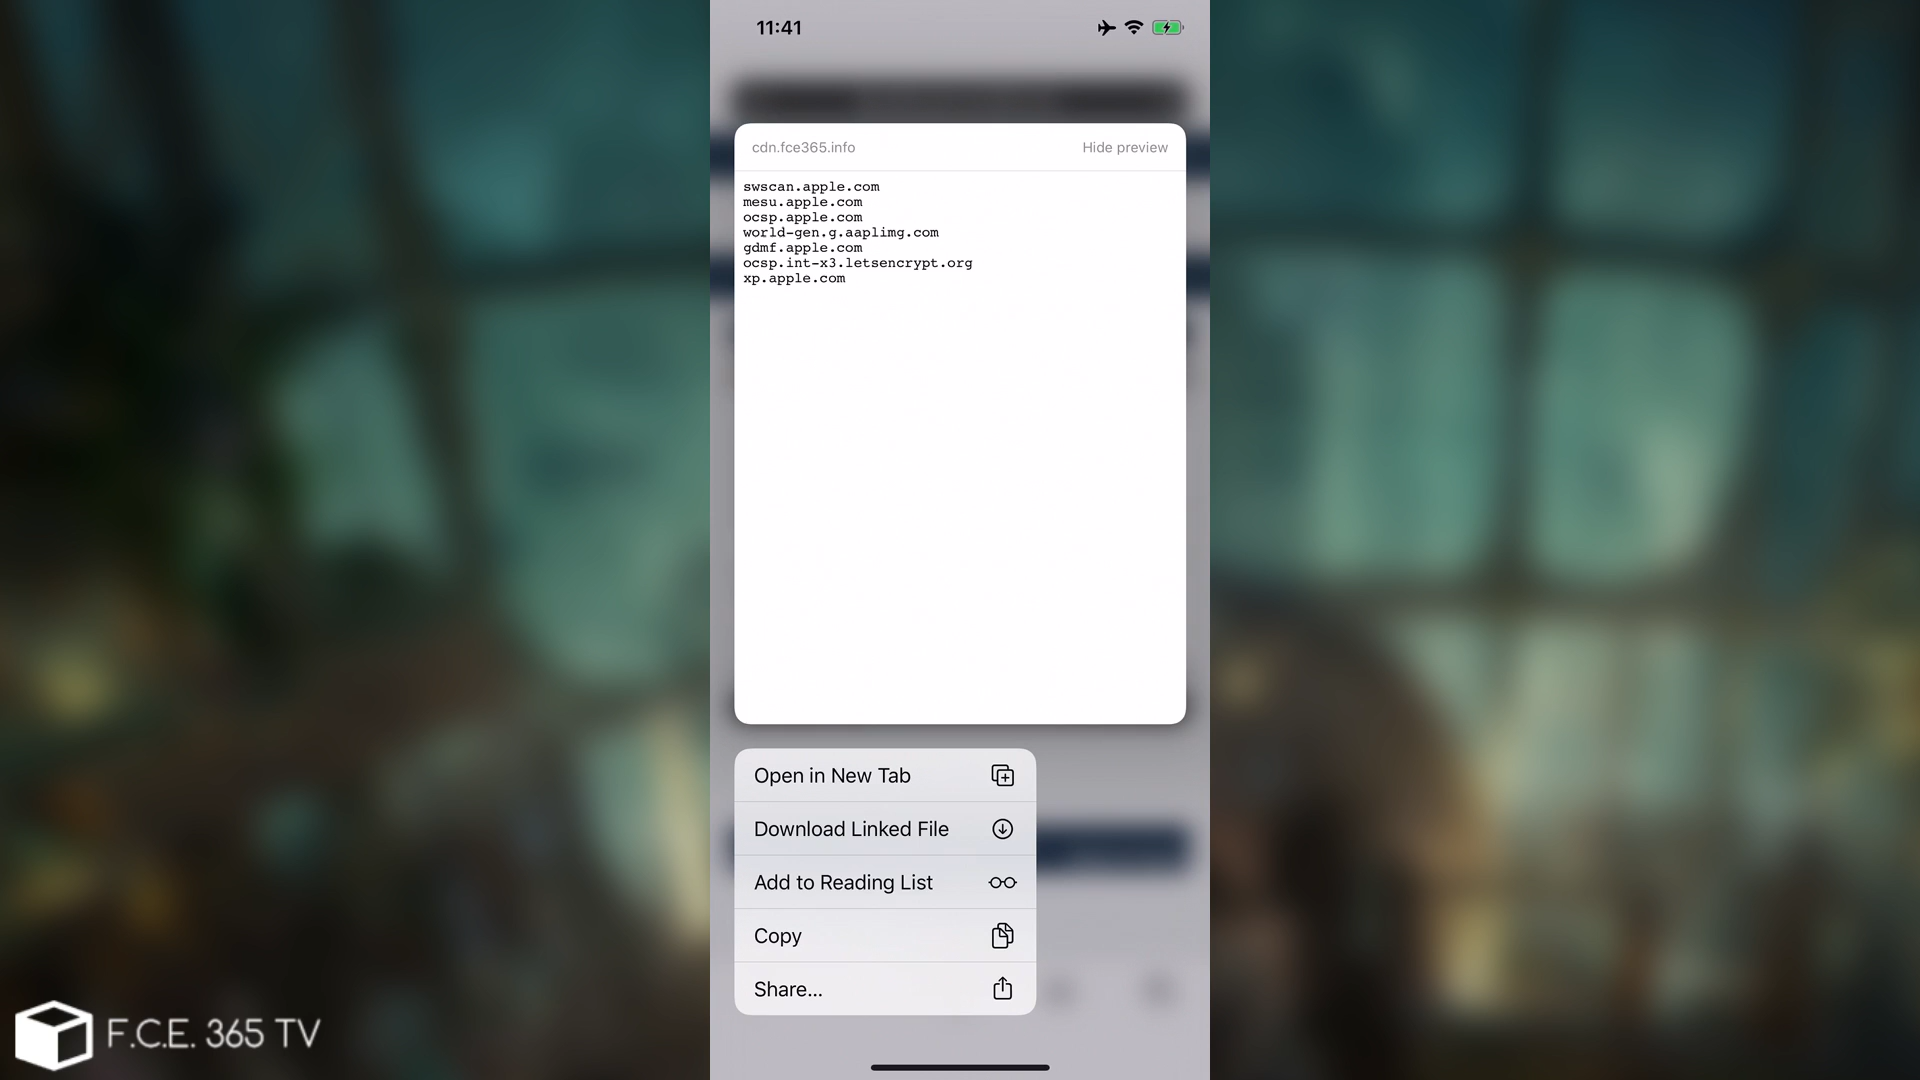 11:41
cdn.fce365.info Hide preview
swscan.apple.com
mesu.apple.com
ocsp.apple.com
world-gen.g.aaplimg.com
gdmf.apple.com
ocsp.int-x3.letsencrypt.org
xp.apple.com
Open in New Tab
Download Linked File
Add to Reading List
Copy
Share...
F.C.E. 365 TV